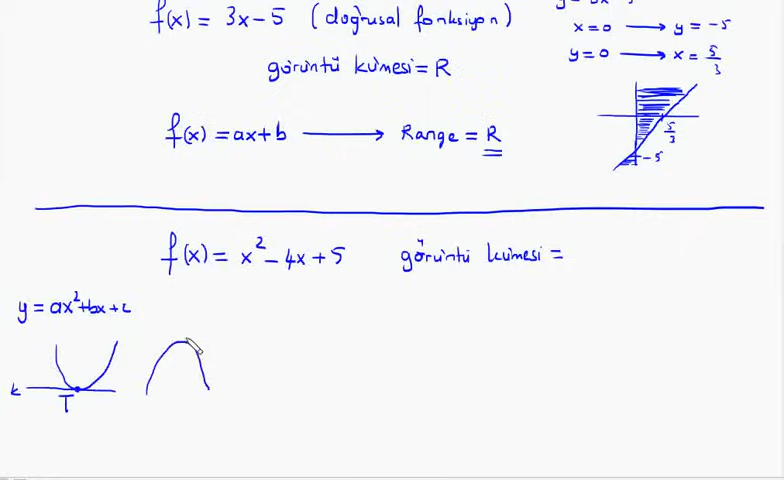 f(x) = 3x - 5 (doğrusal fonksiyon)
x = 0 → y = -5
y = 0 → x = 5/3
görüntü kümesi = R
f(x) = ax + b → Range = R
5/3
-5
f(x) = x² - 4x + 5 görüntü kümesi =
y = ax² + bx + c
k
T